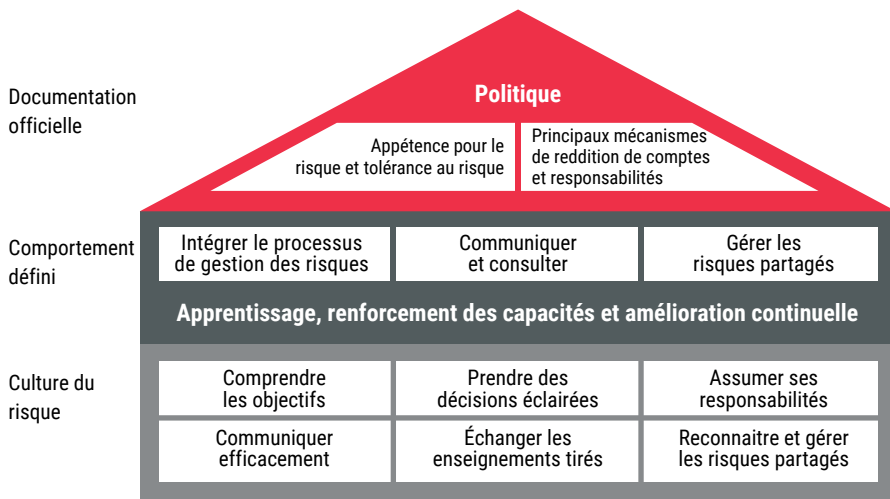 Documentation
officielle
Politique
Appétence pour le
risque et tolérance au risque
Principaux mécanismes
de reddition de comptes
et responsabilités
Comportement
défini
Intégrer le processus
de gestion des risques
Communiquer
et consulter
Gérer les
risques partagés
Apprentissage, renforcement des capacités et amélioration continuelle
Culture du
risque
Comprendre
les objectifs
Prendre des
décisions éclairées
Assumer ses
responsabilités
Communiquer
efficacement
Échanger les
enseignements tirés
Reconnaitre et gérer
les risques partagés